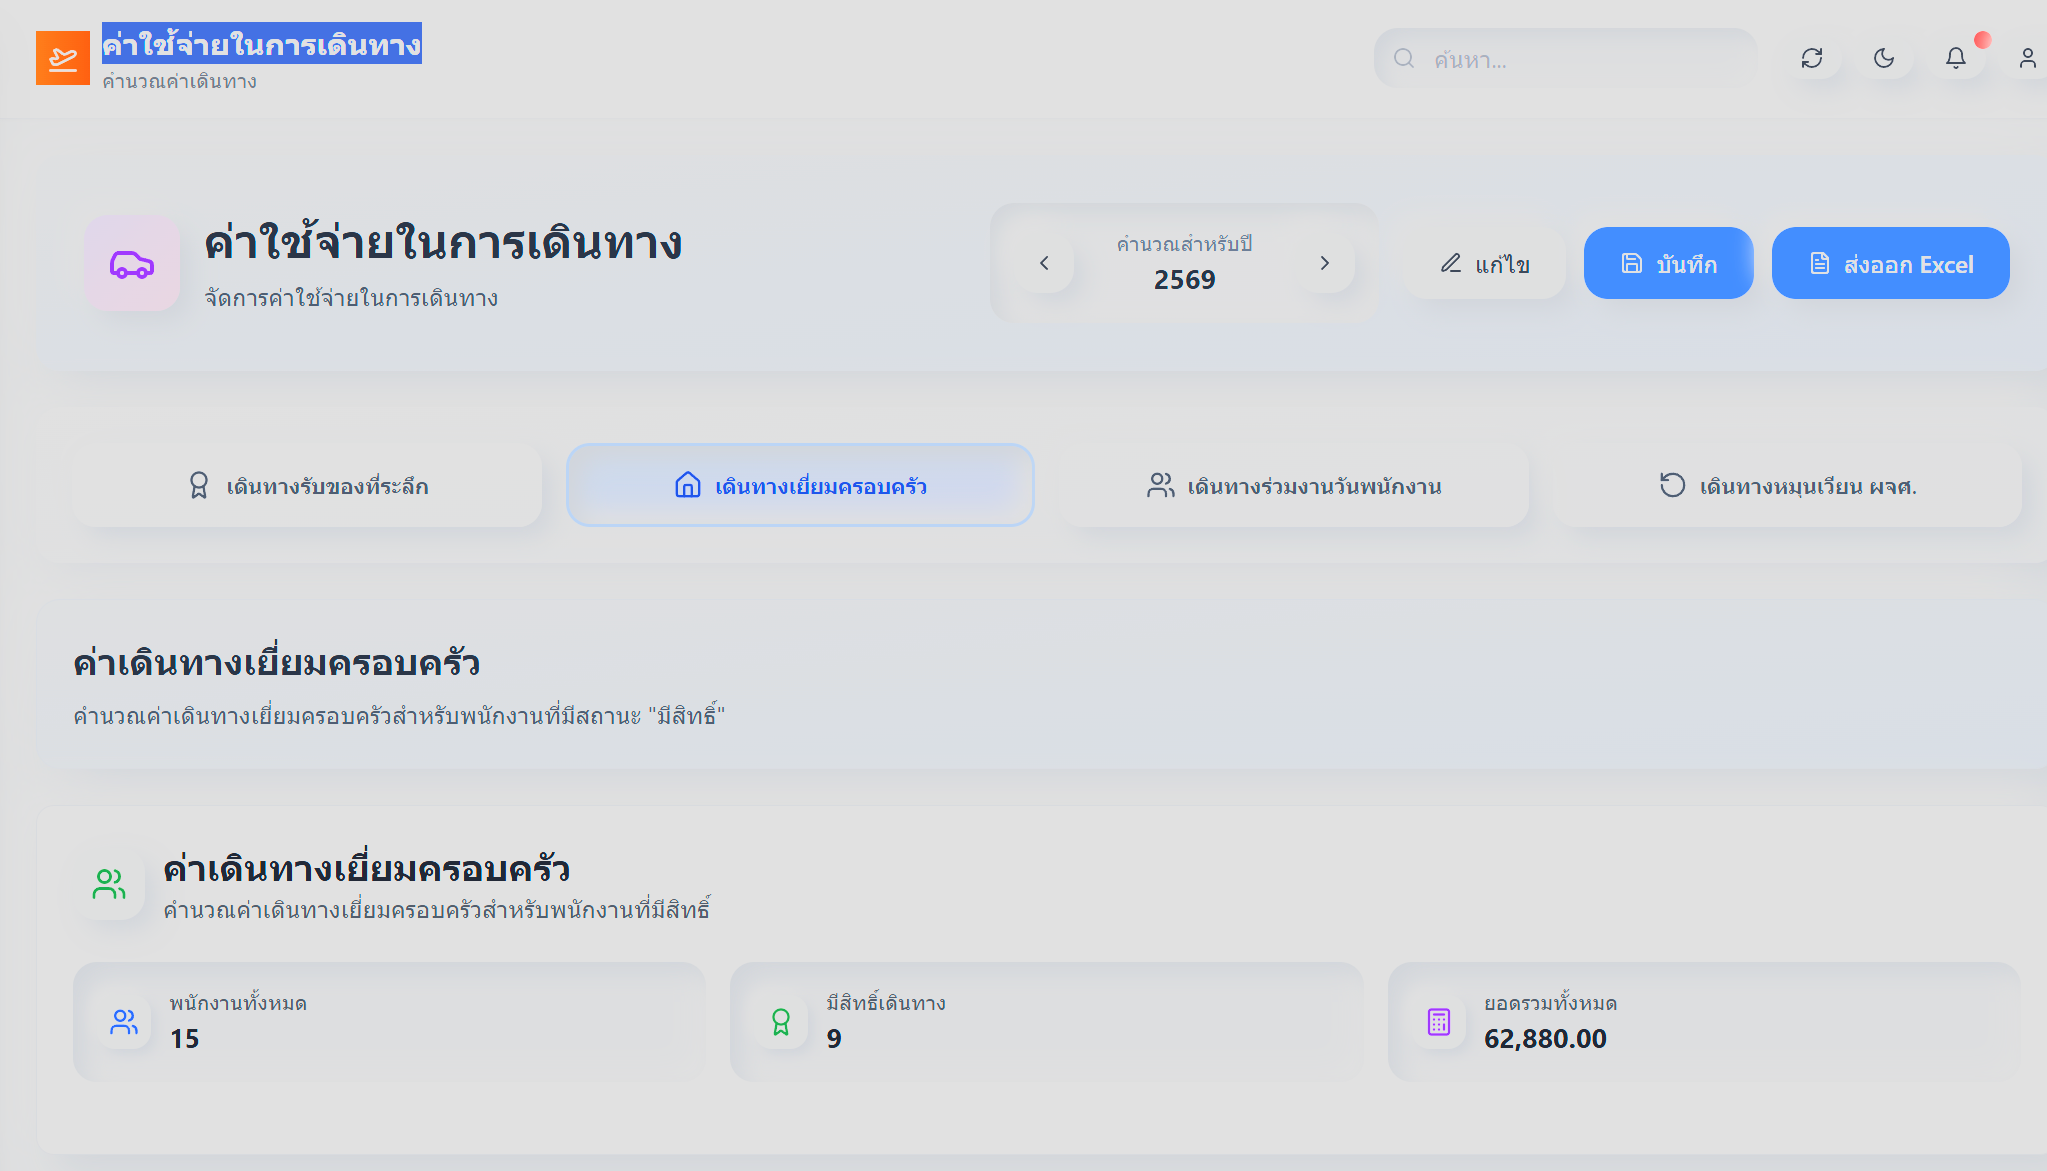 ค่าใช้จ่ายในการเดินทาง
คำนวณค่าเดินทาง
ค้นหา...
ค่าใช้จ่ายในการเดินทาง
จัดการค่าใช้จ่ายในการเดินทาง
คำนวณสำหรับปี
2569
แก้ไข
บันทึก
ส่งออก Excel
เดินทางรับของที่ระลึก
เดินทางเยี่ยมครอบครัว
เดินทางร่วมงานวันพนักงาน
เดินทางหมุนเวียน ผจศ.
ค่าเดินทางเยี่ยมครอบครัว
คำนวณค่าเดินทางเยี่ยมครอบครัวสำหรับพนักงานที่มีสถานะ "มีสิทธิ์"
ค่าเดินทางเยี่ยมครอบครัว
คำนวณค่าเดินทางเยี่ยมครอบครัวสำหรับพนักงานที่มีสิทธิ์
พนักงานทั้งหมด
15
มีสิทธิ์เดินทาง
9
ยอดรวมทั้งหมด
62,880.00